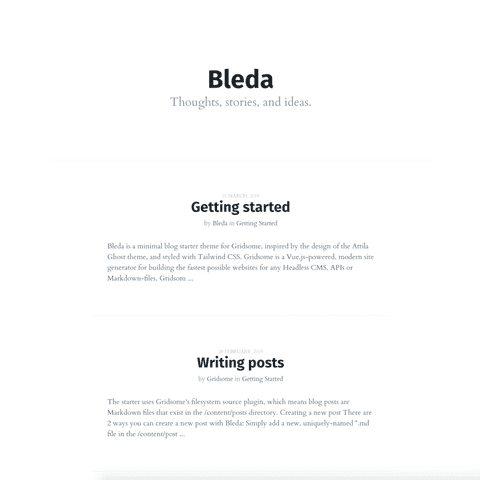 Bleda
Thoughts, stories, and ideas.
Getting started
by Bleda in Getting Started
Bleda is a minimal blog starter theme for Gridsome, inspired by the design of the Attila
Ghost theme, and styled with Tailwind CSS. Gridsome is a Vue.js-powered, modern site
generator for building the fastest possible websites for any Headless CMS, APIs or
Markdown-files. Gridsom ...
Writing posts
by Gridsome in Getting Started
The starter uses Gridsome's filesystem source plugin, which means blog posts are
Markdown files that exist in the /content/posts directory. Creating a new post There are
2 ways you can create a new post with Bleda: Simply add a new, uniquely-named *.md
file in the /content/post ...